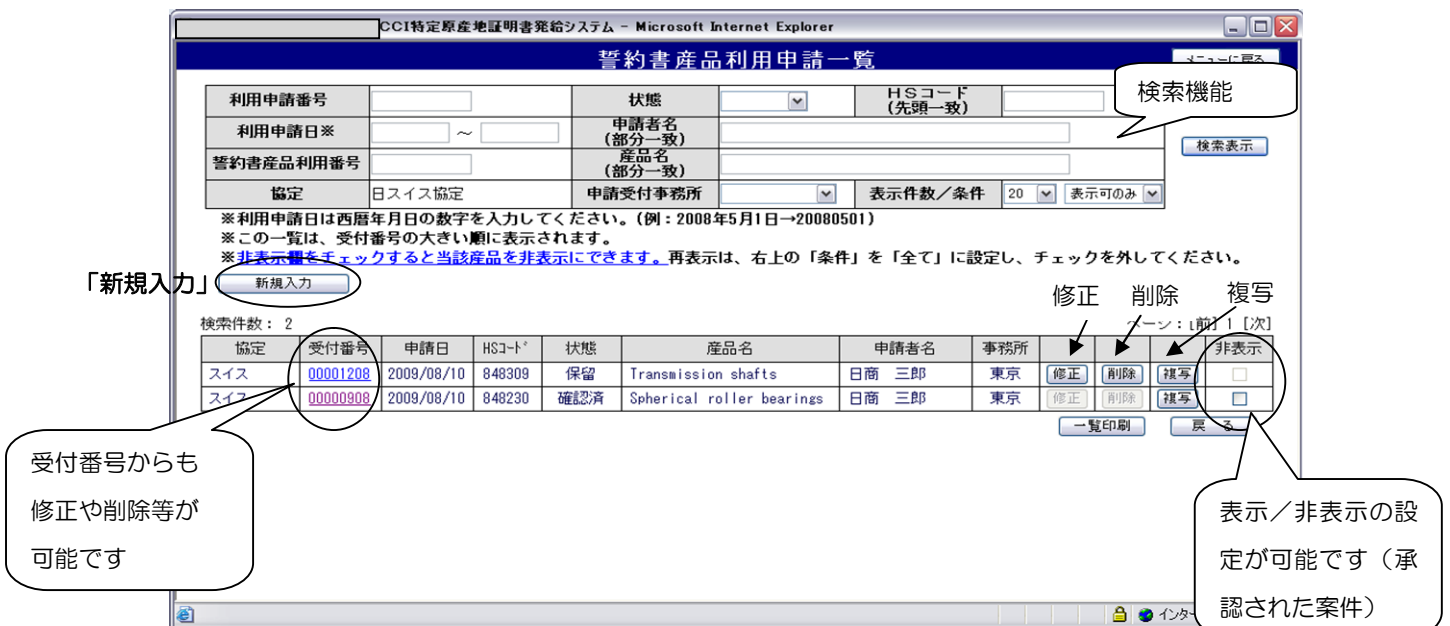 CCI特定原産地証明書発給システム - Microsoft Internet Explorer
誓約書産品利用申請一覧
メニューに戻る
検索機能
利用申請番号 状態 HSコード(先頭一致)
利用申請日※ ～ 申請者名(部分一致)
検索表示
誓約書産品利用番号 産品名(部分一致)
協定 日スイス協定 申請受付事務所 表示件数／条件 20 表示可のみ
※利用申請日は西暦年月日の数字を入力してください。(例：2008年5月1日→20080501)
※この一覧は、受付番号の大きい順に表示されます。
※非表示欄をチェックすると当該産品を非表示にできます。再表示は、右上の「条件」を「全て」に設定し、チェックを外してください。
「新規入力」 新規入力
修正 削除 複写
検索件数： 2 ページ：[前] 1 [次]
協定 受付番号 申請日 HSｺｰﾄﾞ 状態 産品名 申請者名 事務所 非表示
スイス 00001208 2009/08/10 848309 保留 Transmission shafts 日商 三郎 東京 修正 削除 複写
スイス 00000908 2009/08/10 848230 確認済 Spherical roller bearings 日商 三郎 東京 修正 削除 複写
一覧印刷 戻 る
受付番号からも
修正や削除等が
可能です
表示／非表示の設
定が可能です（承
認された案件）
インター